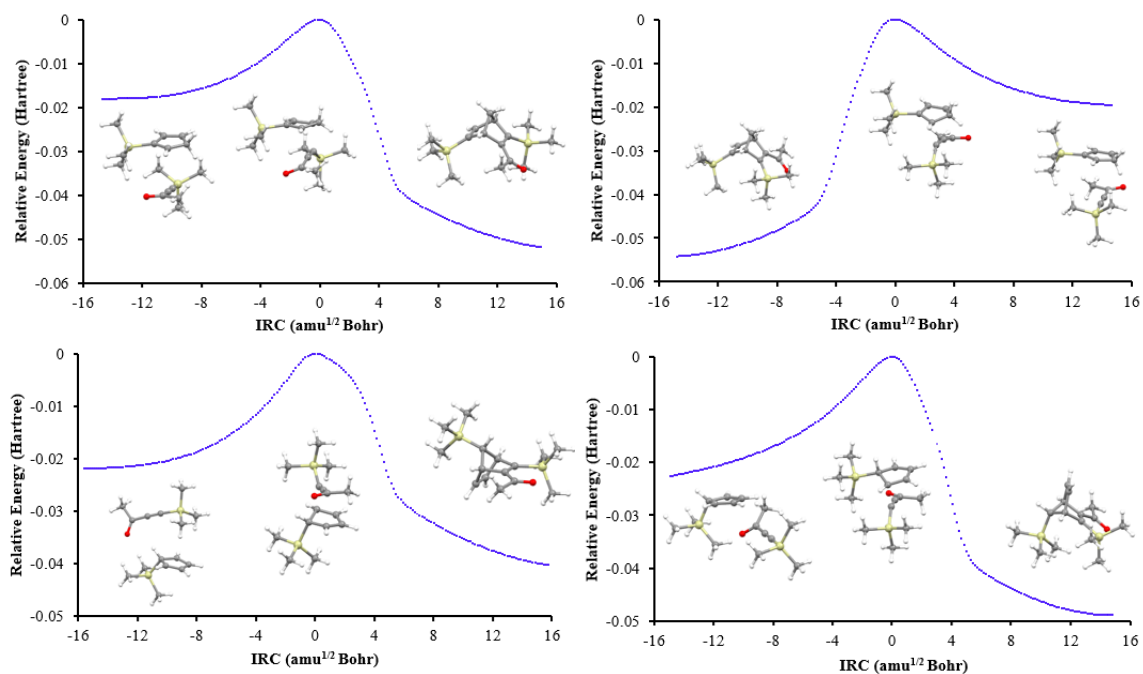 0
-0.01
-0.02
-0.03
-0.04
-0.05
-0.06
Relative Energy (Hartree)
-16 -12 -8 -4 0 4 8 12 16
IRC (amu1/2 Bohr)
0
-0.01
-0.02
-0.03
-0.04
-0.05
-0.06
Relative Energy (Hartree)
-16 -12 -8 -4 0 4 8 12 16
IRC (amu1/2 Bohr)
0
-0.01
-0.02
-0.03
-0.04
-0.05
Relative Energy (Hartree)
-16 -12 -8 -4 0 4 8 12 16
IRC (amu1/2 Bohr)
0
-0.01
-0.02
-0.03
-0.04
-0.05
Relative Energy (Hartree)
-16 -12 -8 -4 0 4 8 12 16
IRC (amu1/2 Bohr)